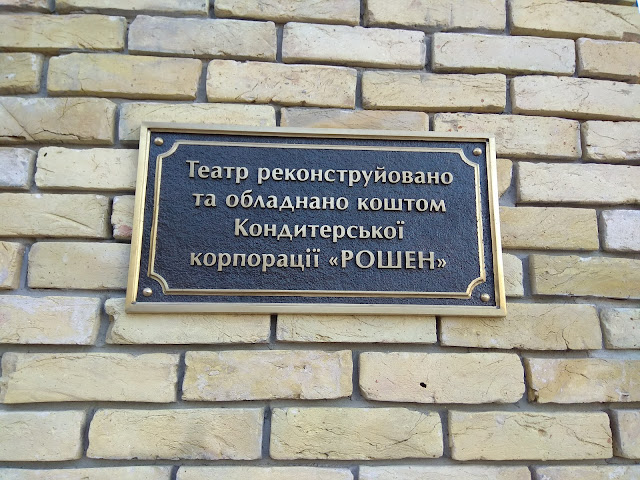 Театр реконструйовано
та обладнано коштом
Кондитерської
корпорації «РОШЕН»